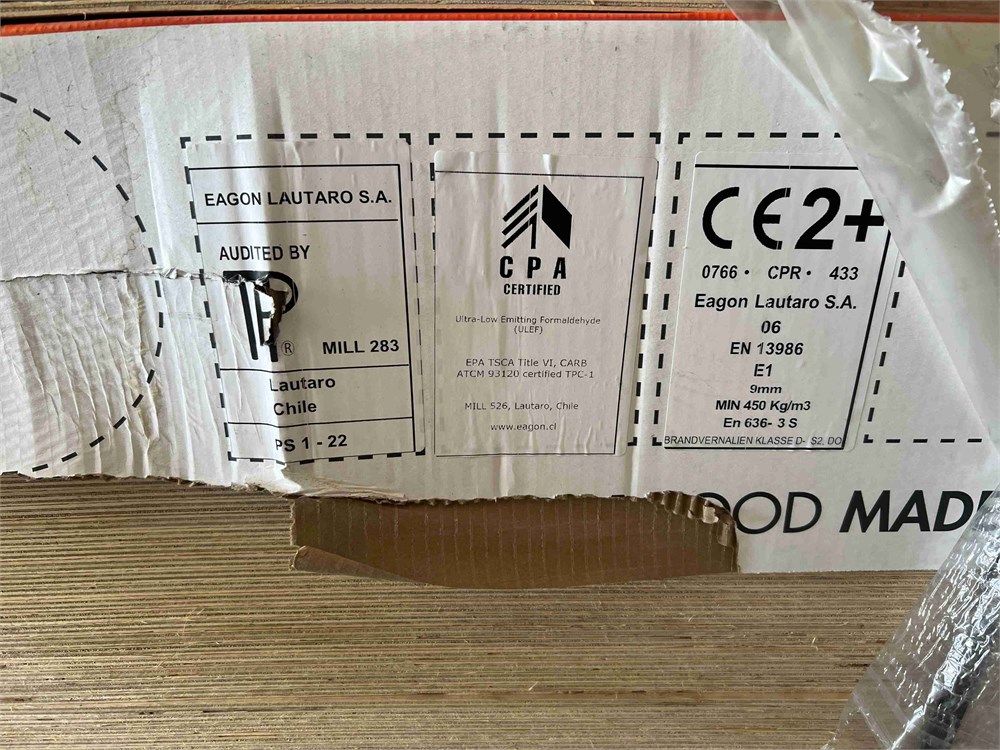 EAGON LAUTARO S.A.
AUDITED BY
TP®
MILL 283
Lautaro
Chile
PS 1 - 22
CPA
CERTIFIED
Ultra-Low Emitting Formaldehyde
(ULEF)
EPA TSCA Title VI, CARB
ATCM 93120 certified TPC-1
MILL 526, Lautaro, Chile
www.eagon.cl
CE2+
0766 • CPR • 433
Eagon Lautaro S.A.
06
EN 13986
E1
9mm
MIN 450 Kg/m3
En 636- 3 S
BRANDVERNALIEN KLASSE D- S2, DO
OOD MADE